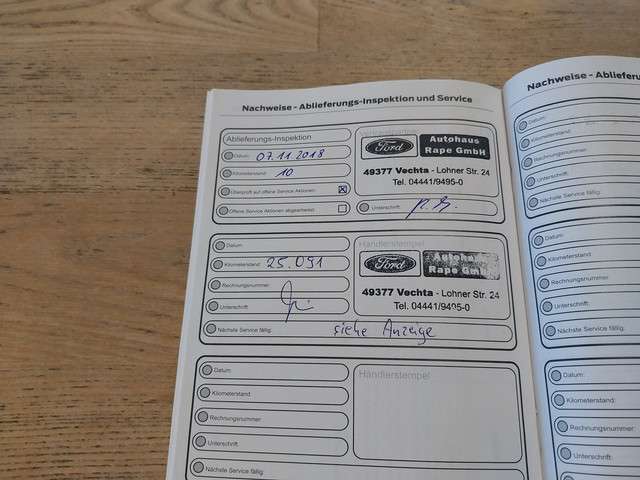 Nachweise - Ablieferungs-Inspektion und Service
Ablieferungs-Inspektion
Datum: 07.11.2018
Kilometerstand: 10
Überprüft auf offene Service Aktionen:
Offene Service Aktionen abgearbeitet:
Ford
Autohaus
Rape GmbH
49377 Vechta - Lohner Str. 24
Tel. 04441/9495-0
Unterschrift:
Datum:
Kilometerstand: 25.091
Rechnungsnummer:
Unterschrift:
Händlerstempel
Ford
Autohaus
Rape GmbH
49377 Vechta - Lohner Str. 24
Tel. 04441/9495-0
Nächste Service fällig: siehe Anzeige
Datum:
Kilometerstand:
Rechnungsnummer:
Unterschrift:
Händlerstempel
Nächste Service fällig:
Nachweise - Ablieferu
Datum:
Kilometerstand:
Rechnungsnummer:
Unterschrift:
Nächste Service fällig:
Datum:
Kilometerstand:
Rechnungsnummer:
Unterschrift:
Nächste Service fällig:
Datum:
Kilometerstand:
Rechnungsnummer:
Unterschrift: